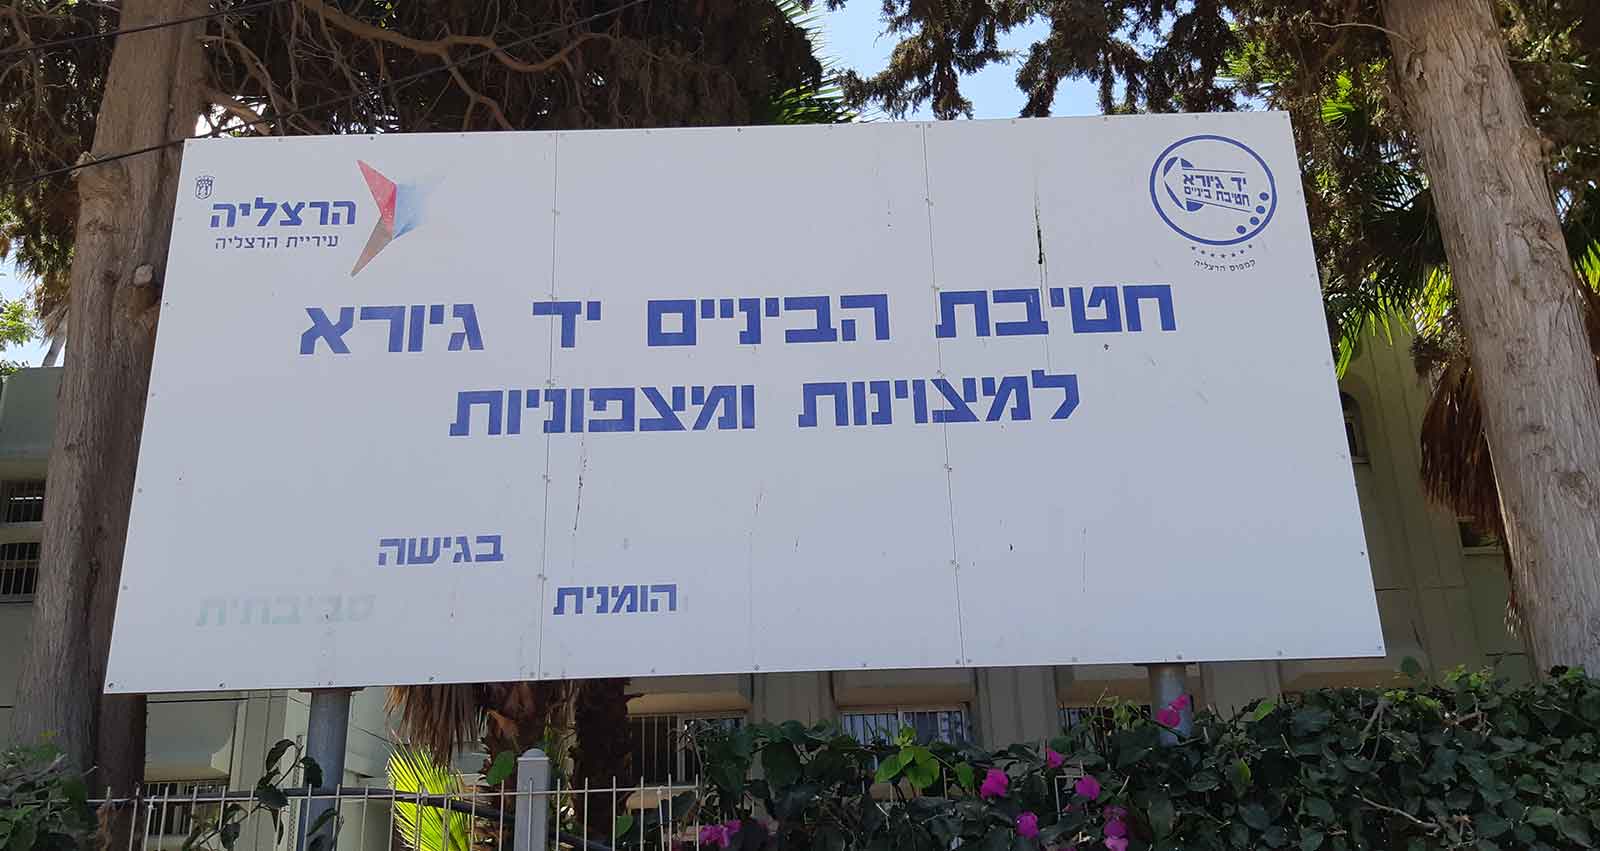 הרצליה
עיריית הרצליה
יד גיורא
חטיבת ביניים
קמפוס הרצליה
חטיבת הביניים יד גיורא
למצוינות ומצפוניות
בגישה
הומנית
סביבתית